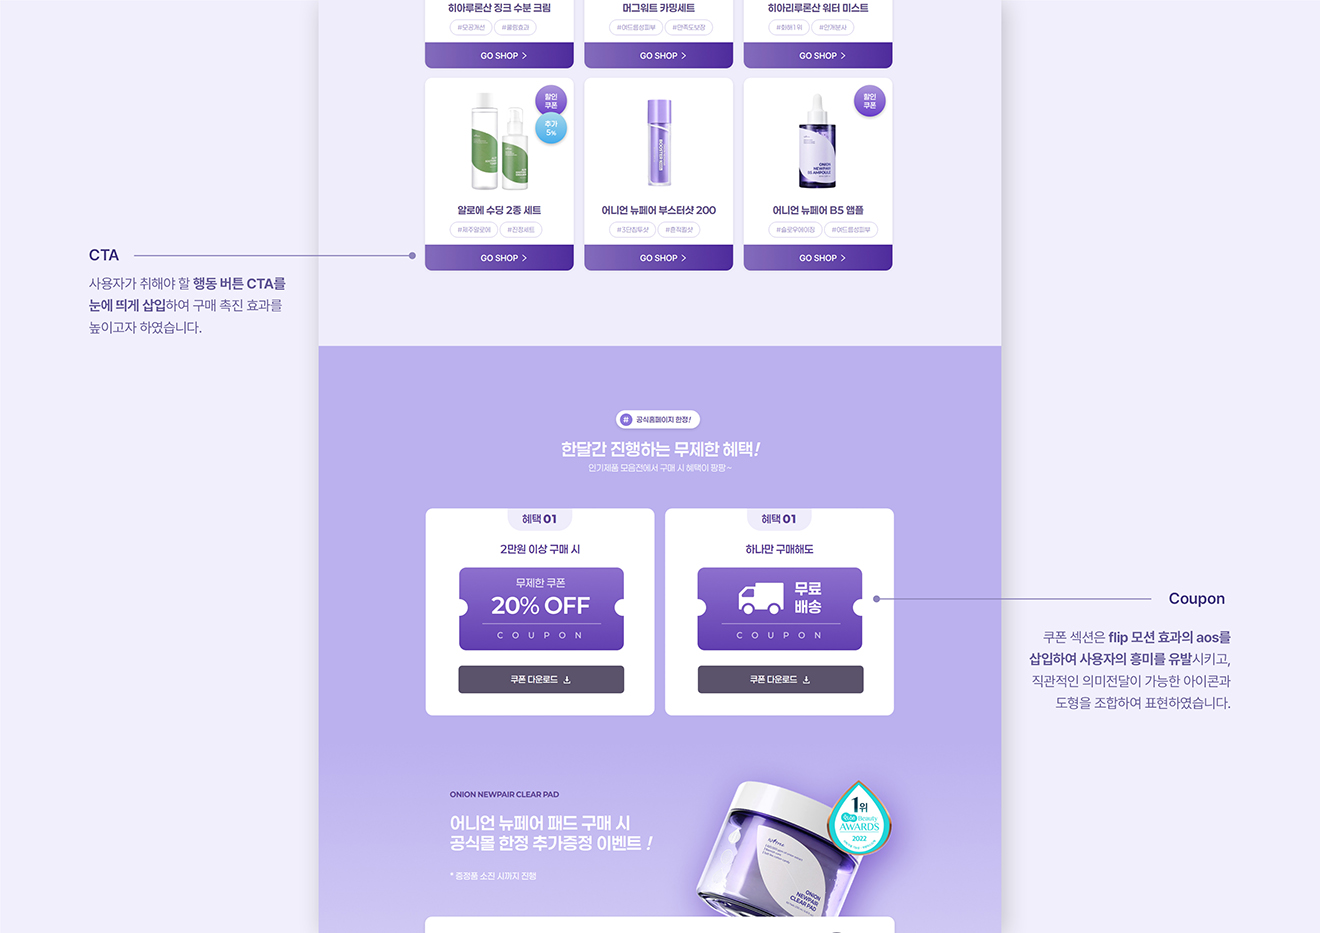 히아루론산 징크 수분 크림
머그워트 카밍세트
히아리루론산 워터 미스트
#모공개선 #쿨링효과
#여드름성피부 #만족도보장
#화해1위 #안개분사
GO SHOP >
GO SHOP >
GO SHOP >
할인
쿠폰
추가
5%
할인
쿠폰
ONION
NEWPAIR
B5 AMPOULE
알로에 수딩 2종 세트
어니언 뉴페어 부스터샷 200
어니언 뉴페어 B5 앰플
#제주알로에 #진정세트
#3단침투샷 #흔적필샷
#슬로우에이징 #여드름성피부
GO SHOP >
GO SHOP >
GO SHOP >
CTA
사용자가 취해야 할 행동 버튼 CTA를
눈에 띄게 삽입하여 구매 촉진 효과를
높이고자 하였습니다.
# 공식홈페이지 한정!
한달간 진행하는 무제한 혜택!
인기제품 모음전에서 구매 시 혜택이 팡팡~
혜택 01
2만원 이상 구매 시
무제한 쿠폰
20% OFF
COUPON
쿠폰 다운로드
혜택 01
하나만 구매해도
무료
배송
COUPON
쿠폰 다운로드
Coupon
쿠폰 섹션은 flip 모션 효과의 aos를
삽입하여 사용자의 흥미를 유발시키고,
직관적인 의미전달이 가능한 아이콘과
도형을 조합하여 표현하였습니다.
ONION NEWPAIR CLEAR PAD
어니언 뉴페어 패드 구매 시
공식몰 한정 추가증정 이벤트 !
* 증정품 소진 시까지 진행
1위
Beauty
AWARDS
2022
ONION
NEWPAIR
CLEAR PAD